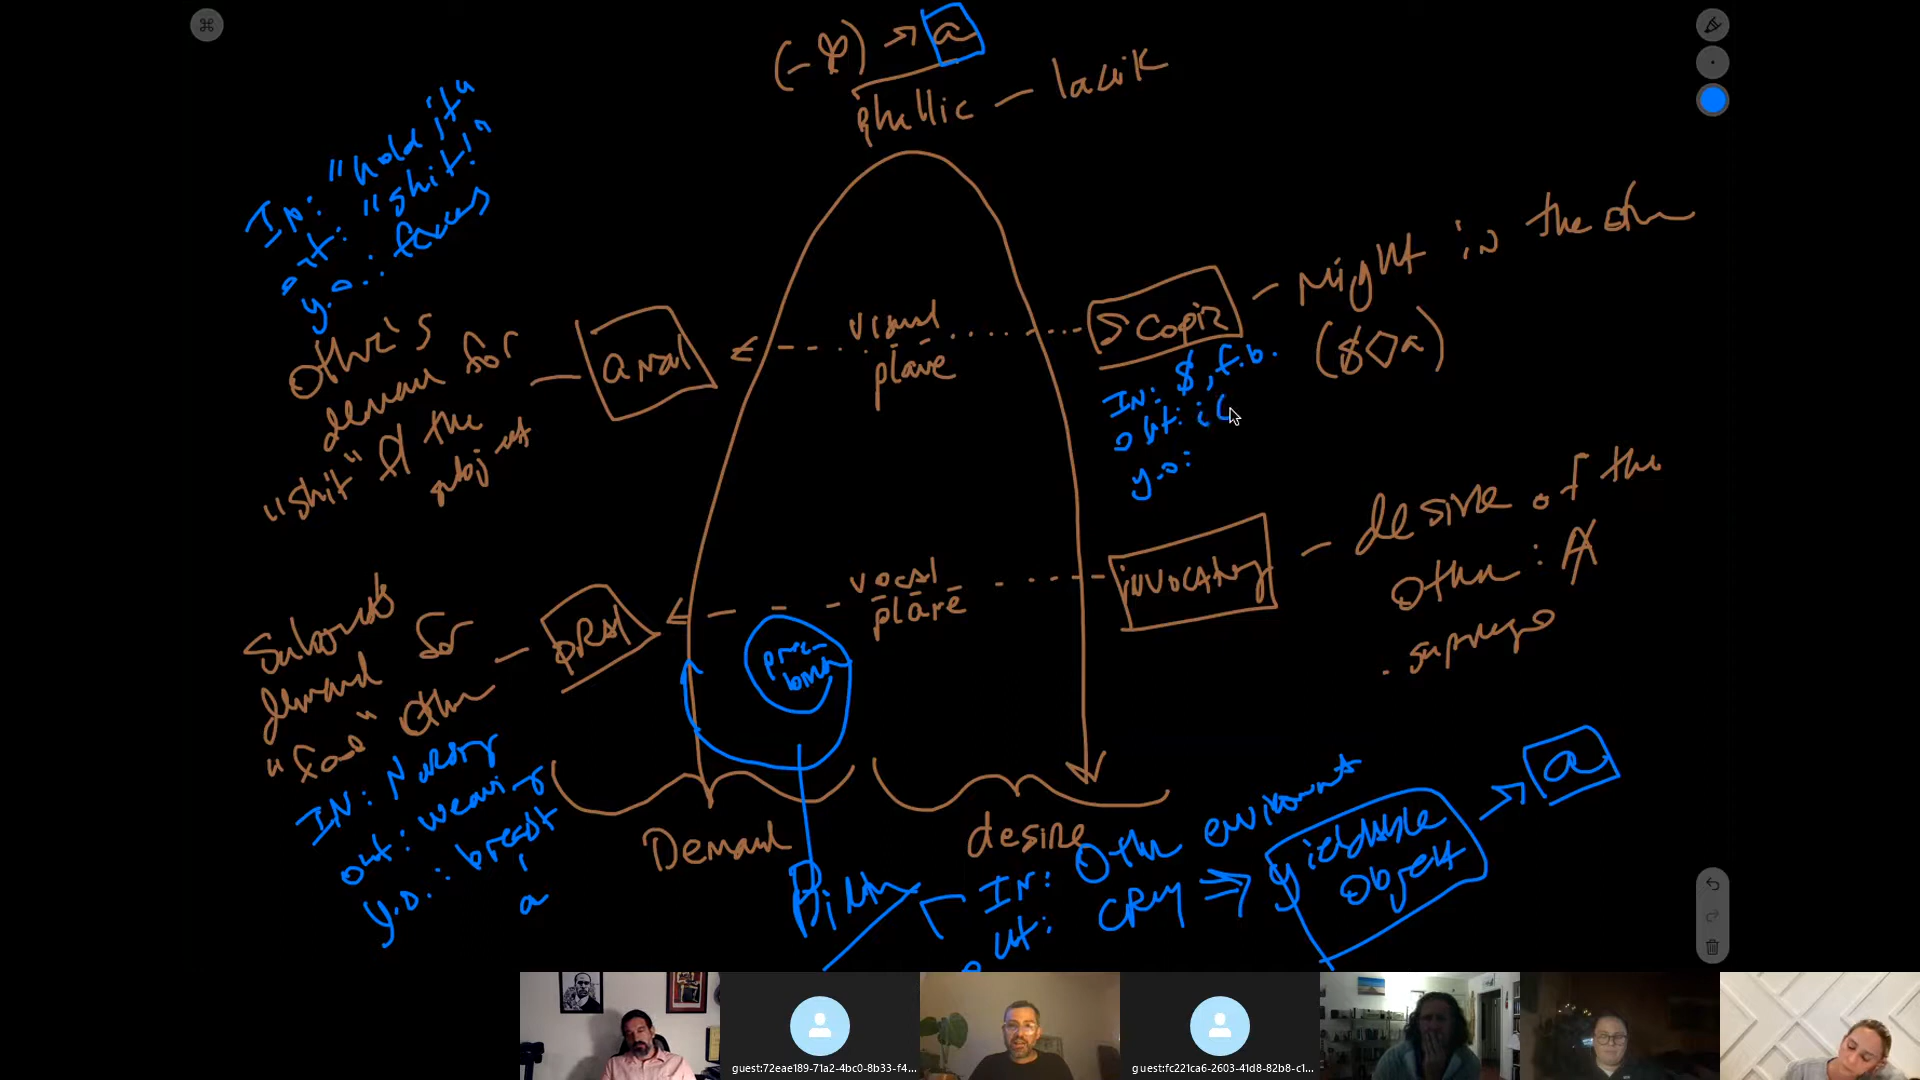 (-φ) → a
phallic — lack
IN: "hold it"
out: "shit!"
y.o.: feces
Other's
demand for
"shit" of the
subject
anal
visual
plane
Scopic
might in the other
($◇a)
IN: $, f.b.
out: i(
y.o:
Subject's
demand for
"food" Other
oral
vocal
plane
invocatory
desire of the
Other: A
. superego
pre-
birth
IN: Nursing
out: weaning
y.o.: breast
a
Demand
desire
Birth
IN: Other environment
out: CRY ⇒ yieldable
object
→ a
guest:72eae189-71a2-4bc0-8b33-f4...
guest:fc221ca6-2603-41d8-82b8-c1...